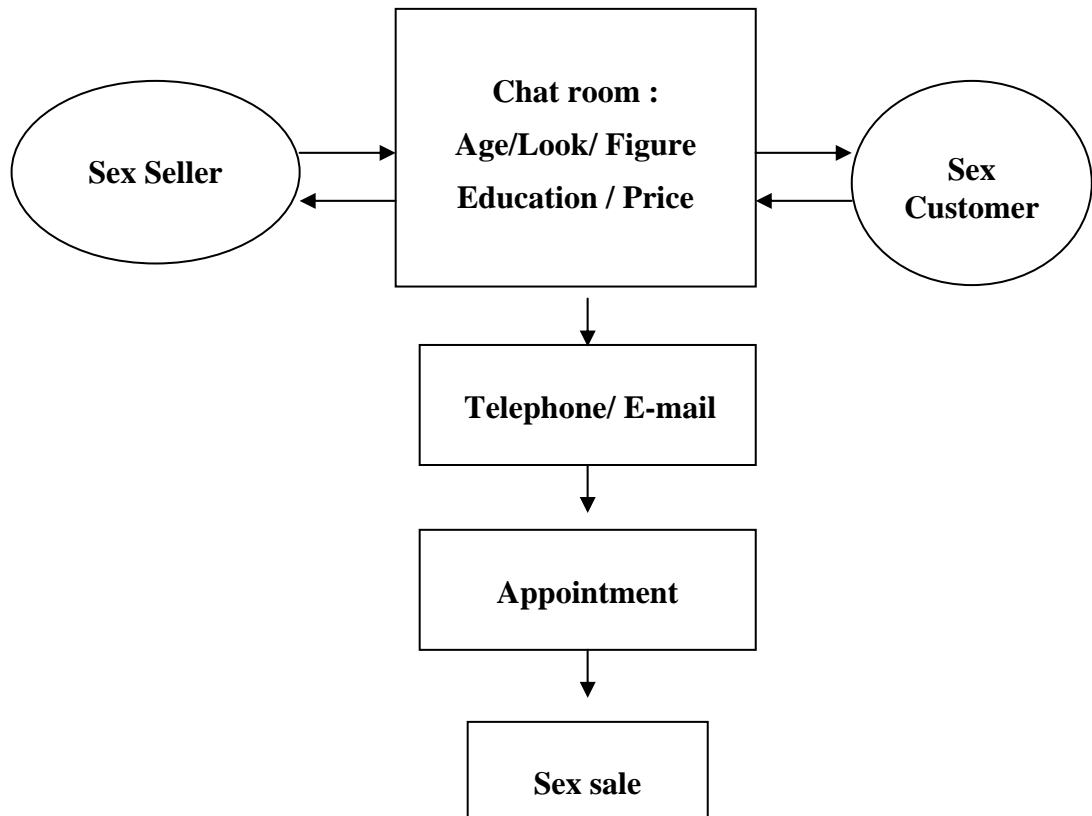 Chat room :
Age/Look/ Figure
Education / Price
Sex Seller
Sex
Customer
Telephone/ E-mail
Appointment
Sex sale